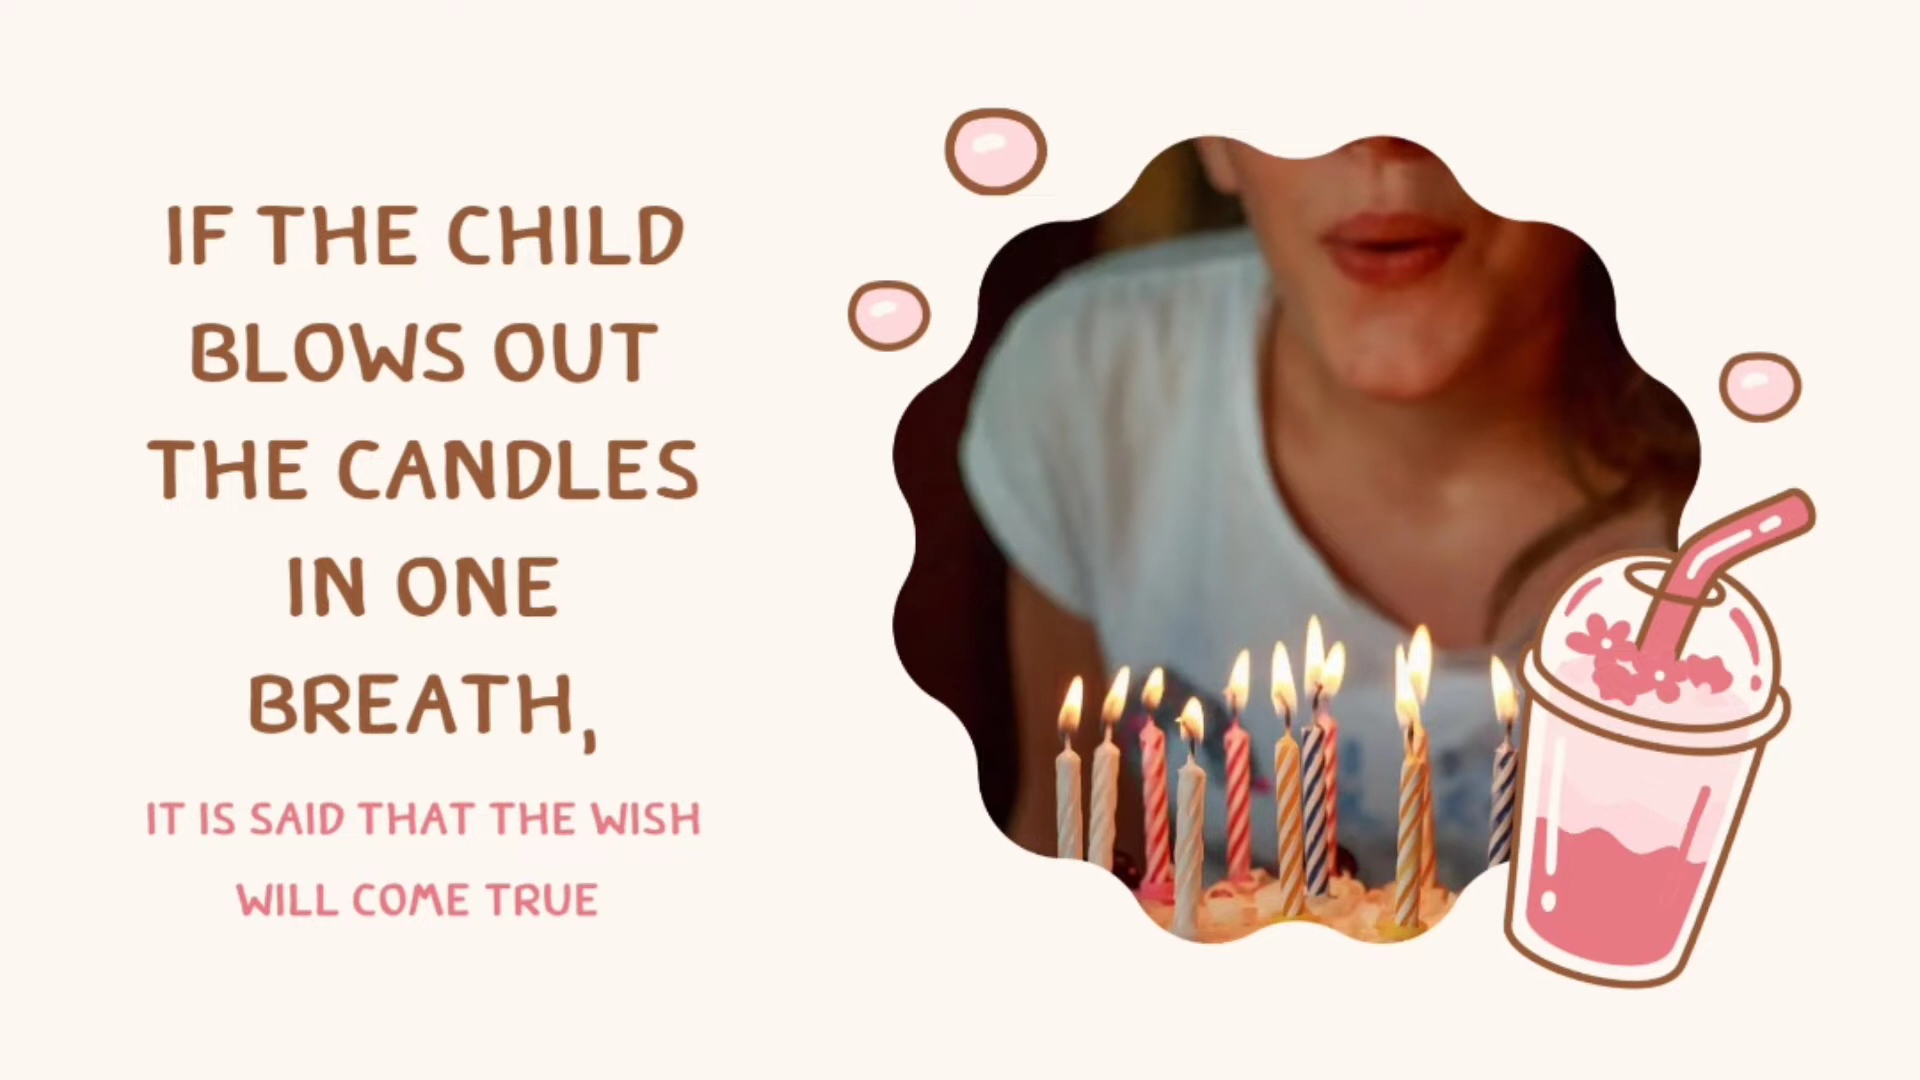 IF THE CHILD
BLOWS OUT
THE CANDLES
IN ONE
BREATH,
IT IS SAID THAT THE WISH
WILL COME TRUE